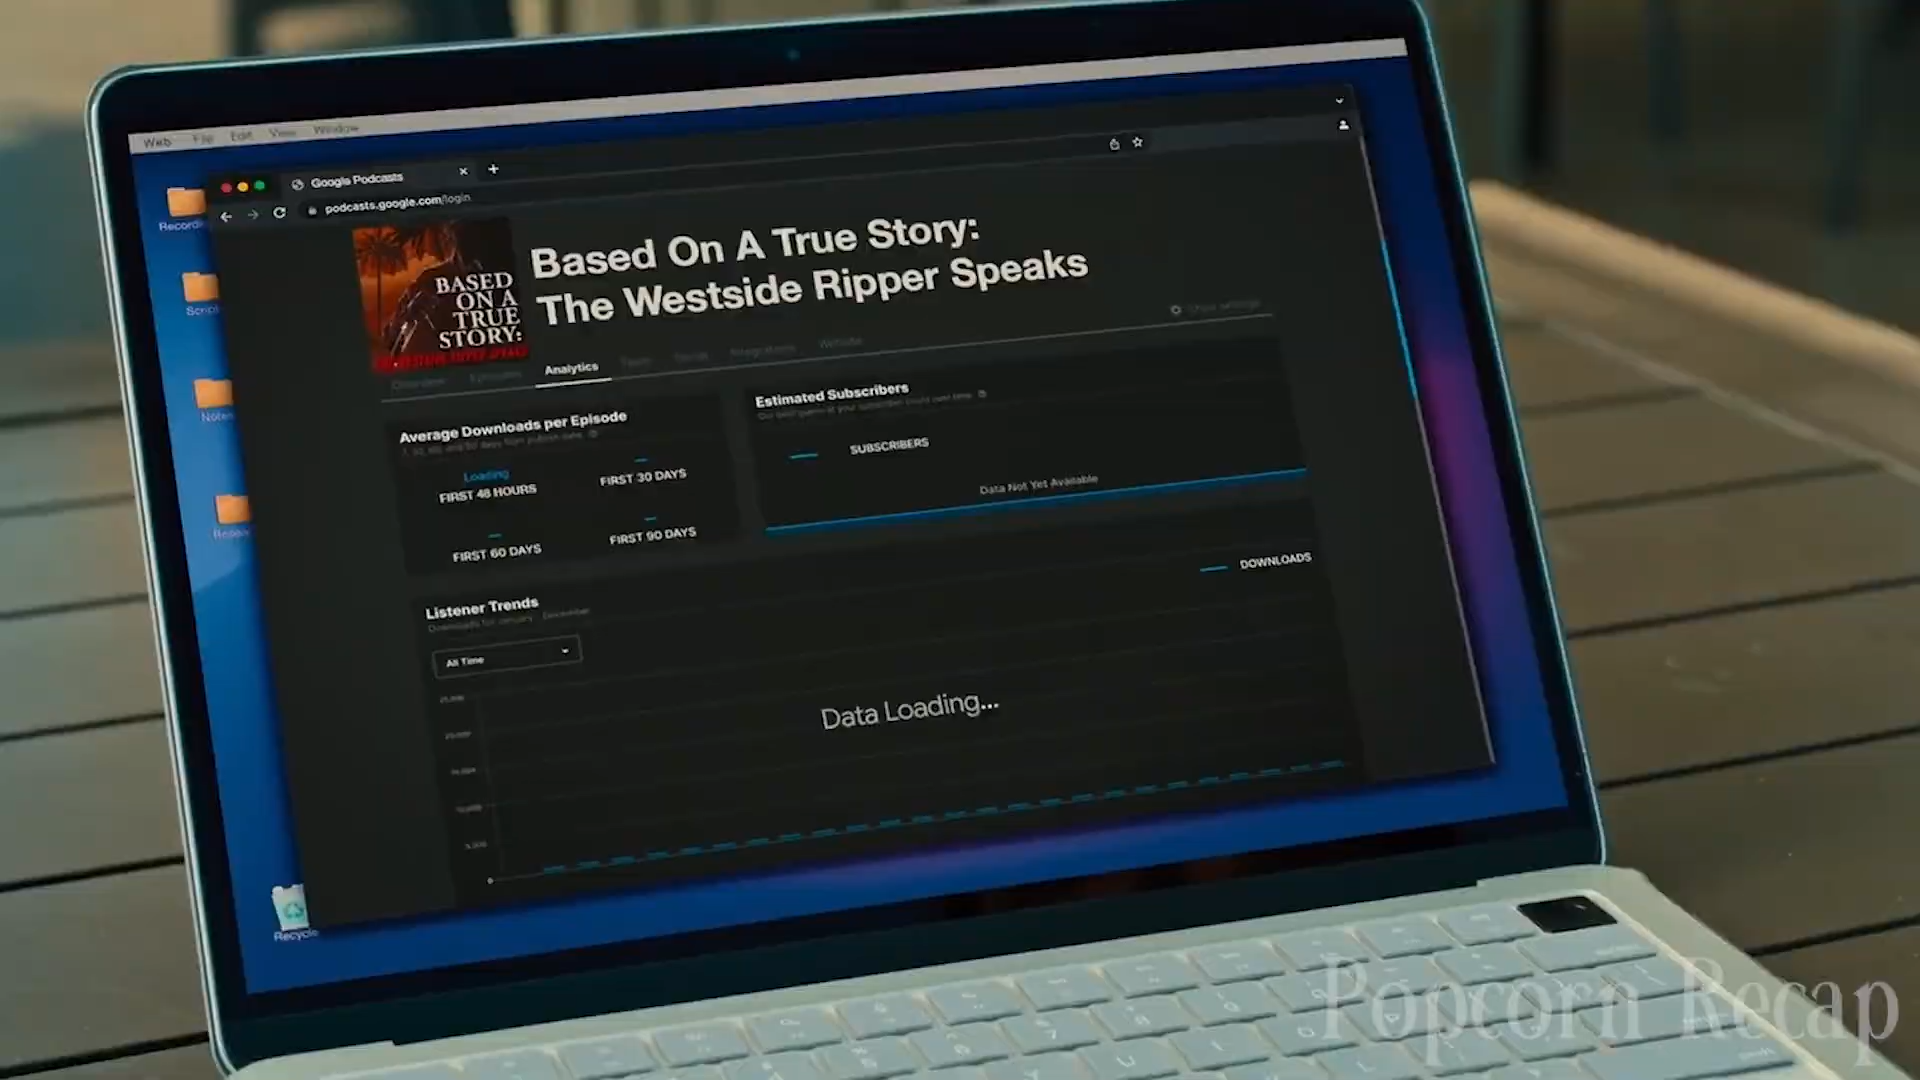 Web File Edit View Window
Google Podcasts
podcasts.google.com/login
Based On A True Story:
The Westside Ripper Speaks
BASED
ON A
TRUE
STORY:
Analytics
Average Downloads per Episode
Loading
FIRST 48 HOURS
FIRST 30 DAYS
FIRST 60 DAYS
FIRST 90 DAYS
Estimated Subscribers
SUBSCRIBERS
Data Not Yet Available
Listener Trends
All Time
DOWNLOADS
Data Loading...
0
Recycle
Popcorn Recap